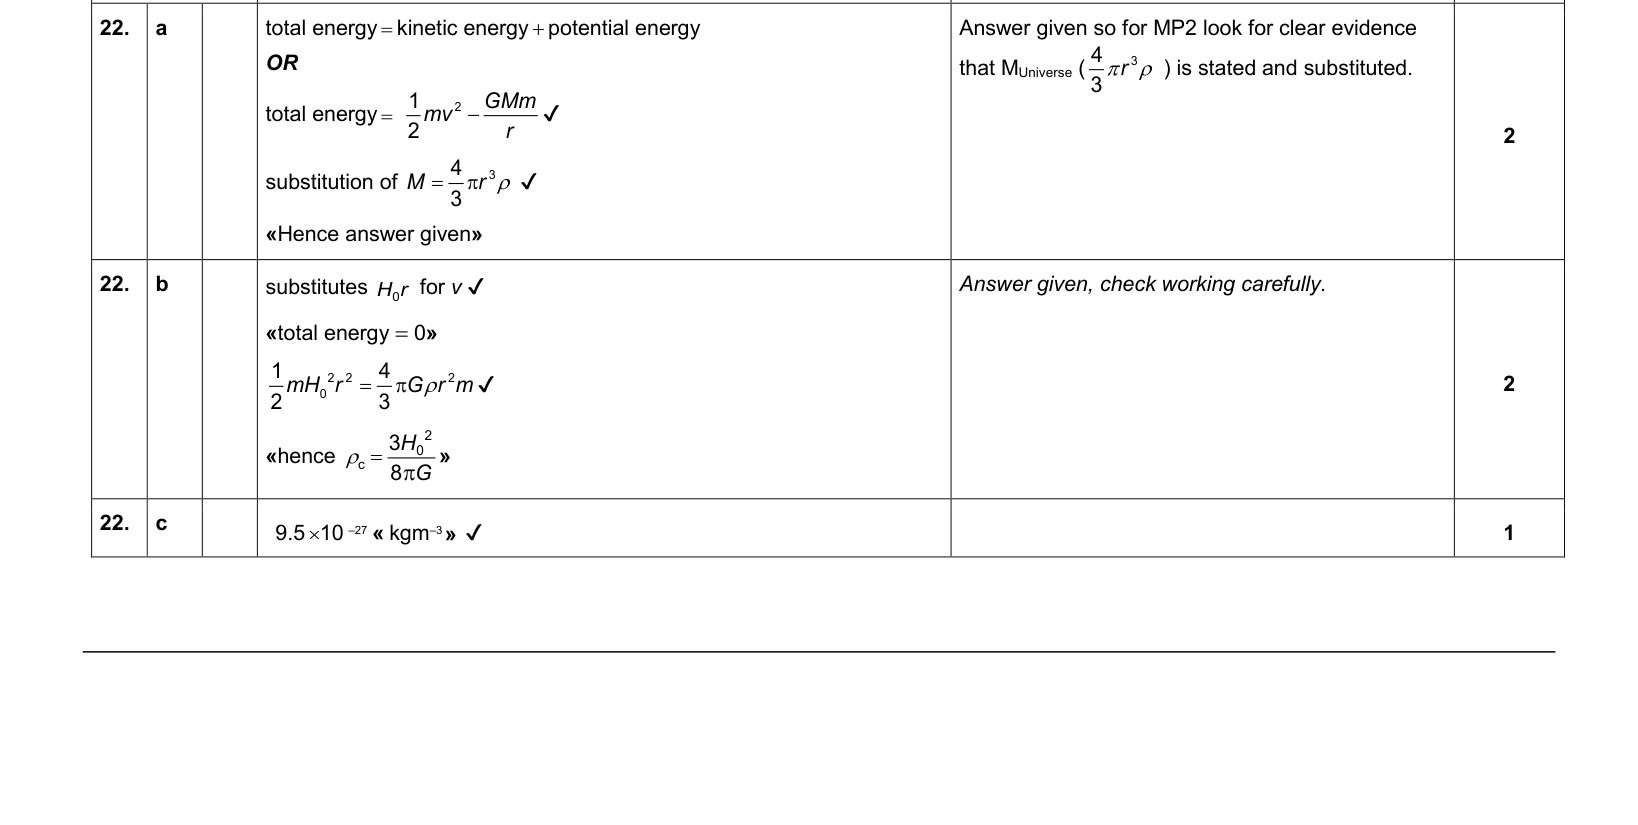 22. a total energy = kinetic energy + potential energy Answer given so for MP2 look for clear evidence
OR that M_Universe (4/3 πr³ρ ) is stated and substituted.
total energy = 1/2 mv² − GMm/r ✓
2
substitution of M = 4/3 πr³ρ ✓
«Hence answer given»
22. b substitutes H₀r for v ✓ Answer given, check working carefully.
«total energy = 0»
1/2 mH₀²r² = 4/3 πGρr²m ✓ 2
«hence ρ_c = 3H₀²/8πG »
22. c 9.5×10⁻²⁷ « kgm⁻³» ✓ 1